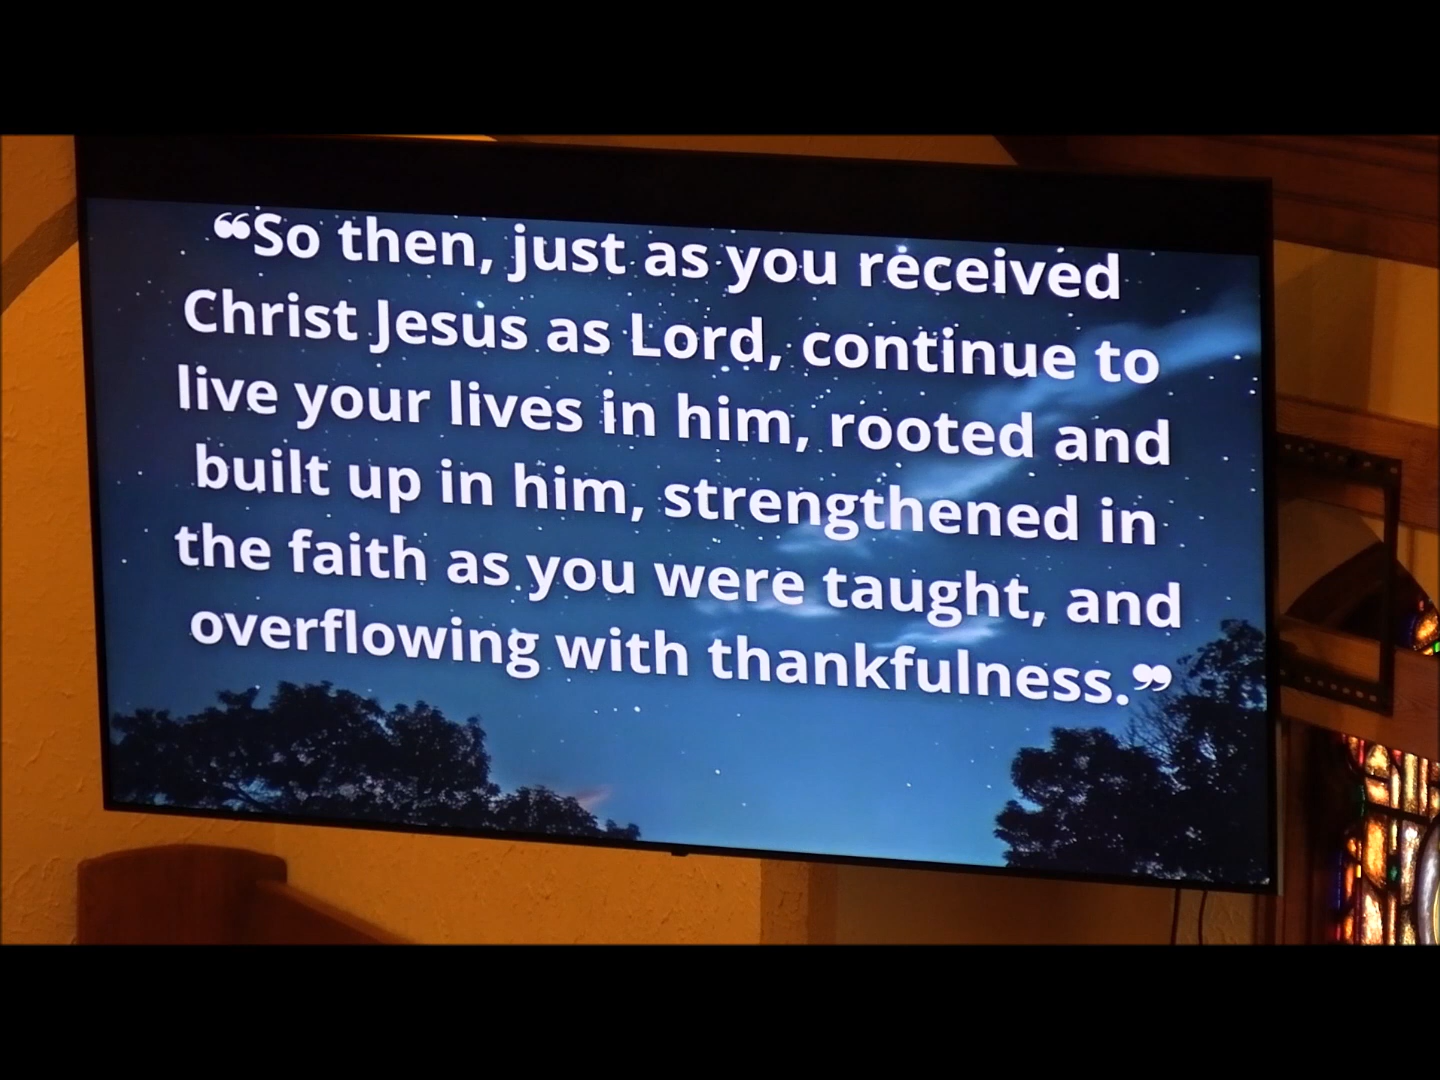 “So then, just as you received
Christ Jesus as Lord, continue to
live your lives in him, rooted and
built up in him, strengthened in
the faith as you were taught, and
overflowing with thankfulness.”